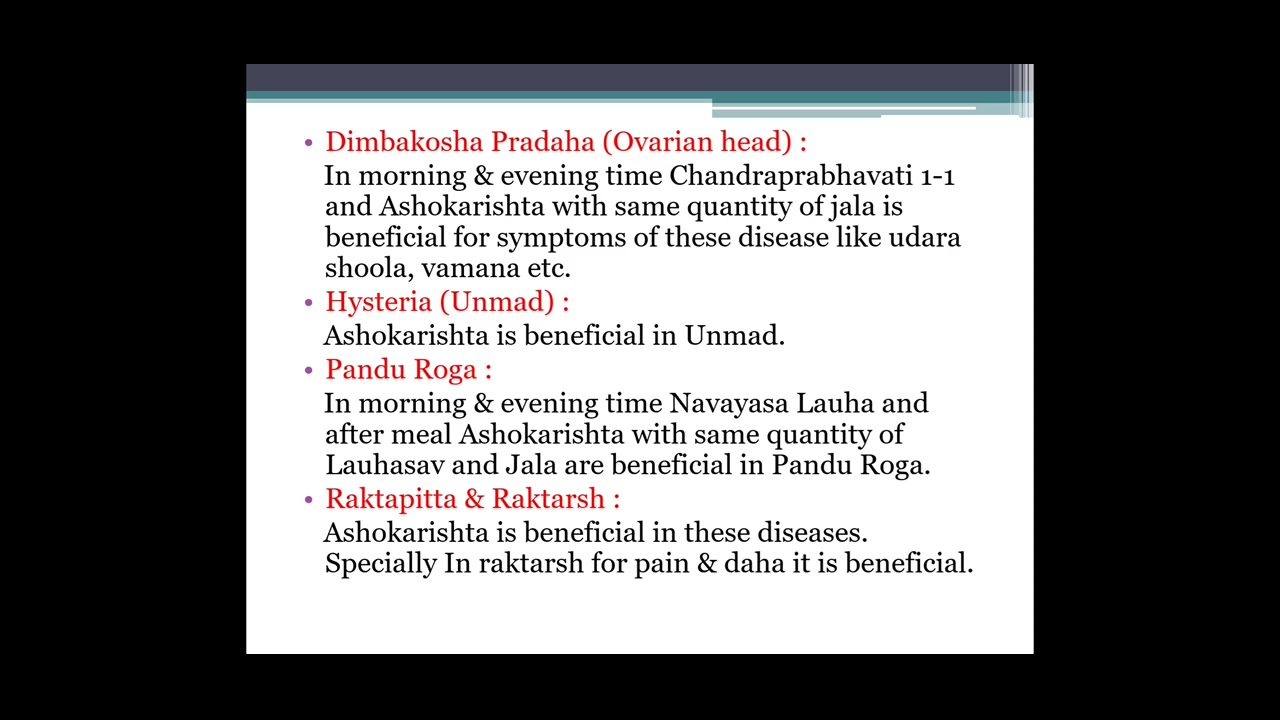 • Dimbakosha Pradaha (Ovarian head) :
In morning & evening time Chandraprabhavati 1-1
and Ashokarishta with same quantity of jala is
beneficial for symptoms of these disease like udara
shoola, vamana etc.
• Hysteria (Unmad) :
Ashokarishta is beneficial in Unmad.
• Pandu Roga :
In morning & evening time Navayasa Lauha and
after meal Ashokarishta with same quantity of
Lauhasav and Jala are beneficial in Pandu Roga.
• Raktapitta & Raktarsh :
Ashokarishta is beneficial in these diseases.
Specially In raktarsh for pain & daha it is beneficial.